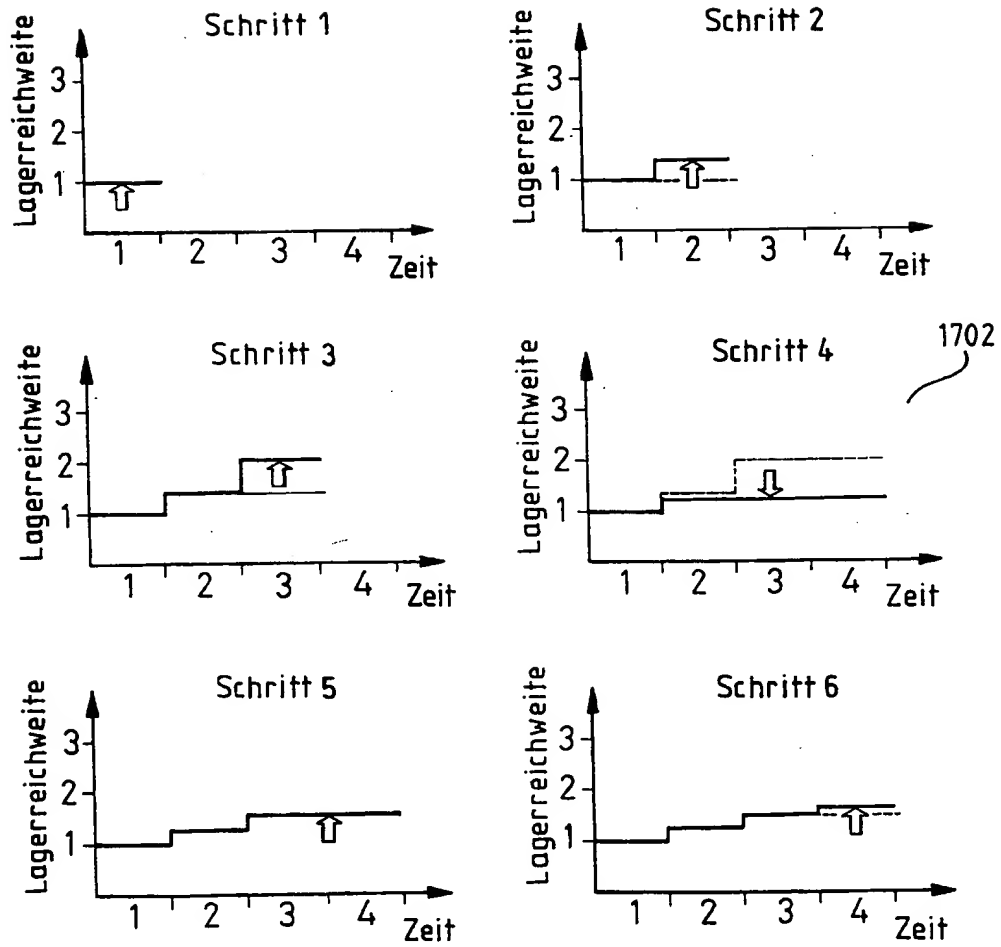 Schritt 1
Lagerreichweite
3
2
1
1 2 3 4 Zeit
Schritt 2
Lagerreichweite
3
2
1
1 2 3 4 Zeit
Schritt 3
Lagerreichweite
3
2
1
1 2 3 4 Zeit
Schritt 4
1702
Lagerreichweite
3
2
1
1 2 3 4 Zeit
Schritt 5
Lagerreichweite
3
2
1
1 2 3 4 Zeit
Schritt 6
Lagerreichweite
3
2
1
1 2 3 4 Zeit